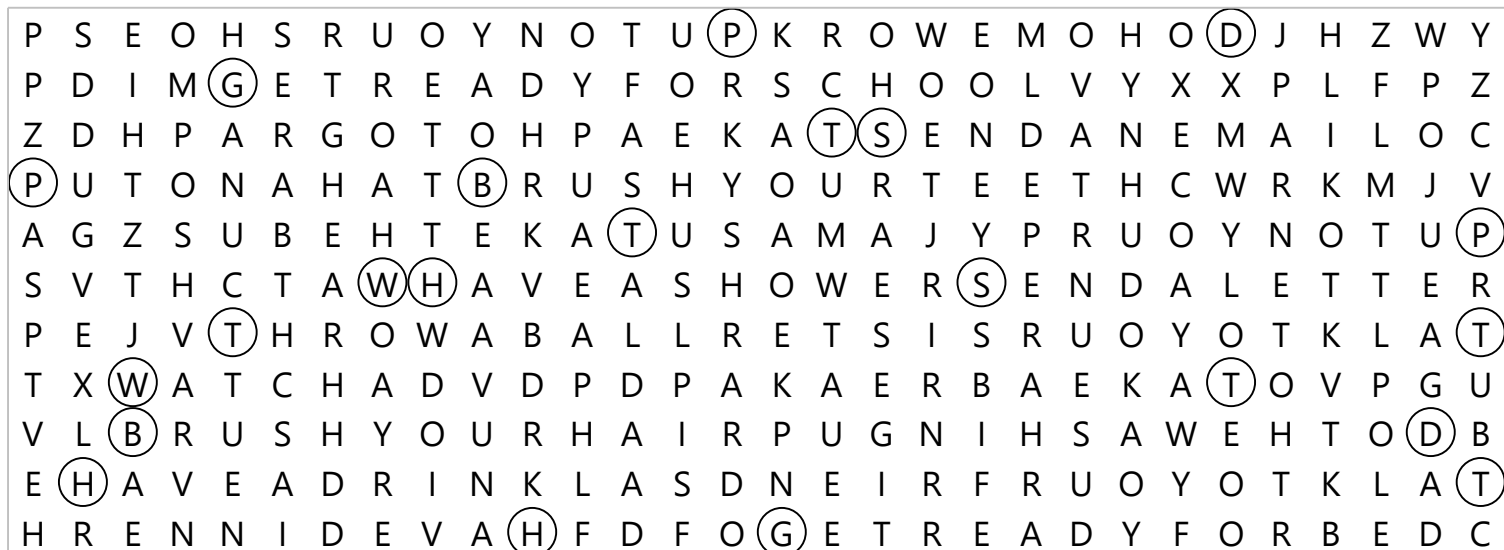 P S E O H S R U O Y N O T U P K R O W E M O H O D J H Z W Y
P D I M G E T R E A D Y F O R S C H O O L V Y X X P L F P Z
Z D H P A R G O T O H P A E K A T S E N D A N E M A I L O C
P U T O N A H A T B R U S H Y O U R T E E T H C W R K M J V
A G Z S U B E H T E K A T U S A M A J Y P R U O Y N O T U P
S V T H C T A W H A V E A S H O W E R S E N D A L E T T E R
P E J V T H R O W A B A L L R E T S I S R U O Y O T K L A T
T X W A T C H A D V D P D P A K A E R B A E K A T O V P G U
V L B R U S H Y O U R H A I R P U G N I H S A W E H T O D B
E H A V E A D R I N K L A S D N E I R F R U O Y O T K L A T
H R E N N I D E V A H F D F O G E T R E A D Y F O R B E D C